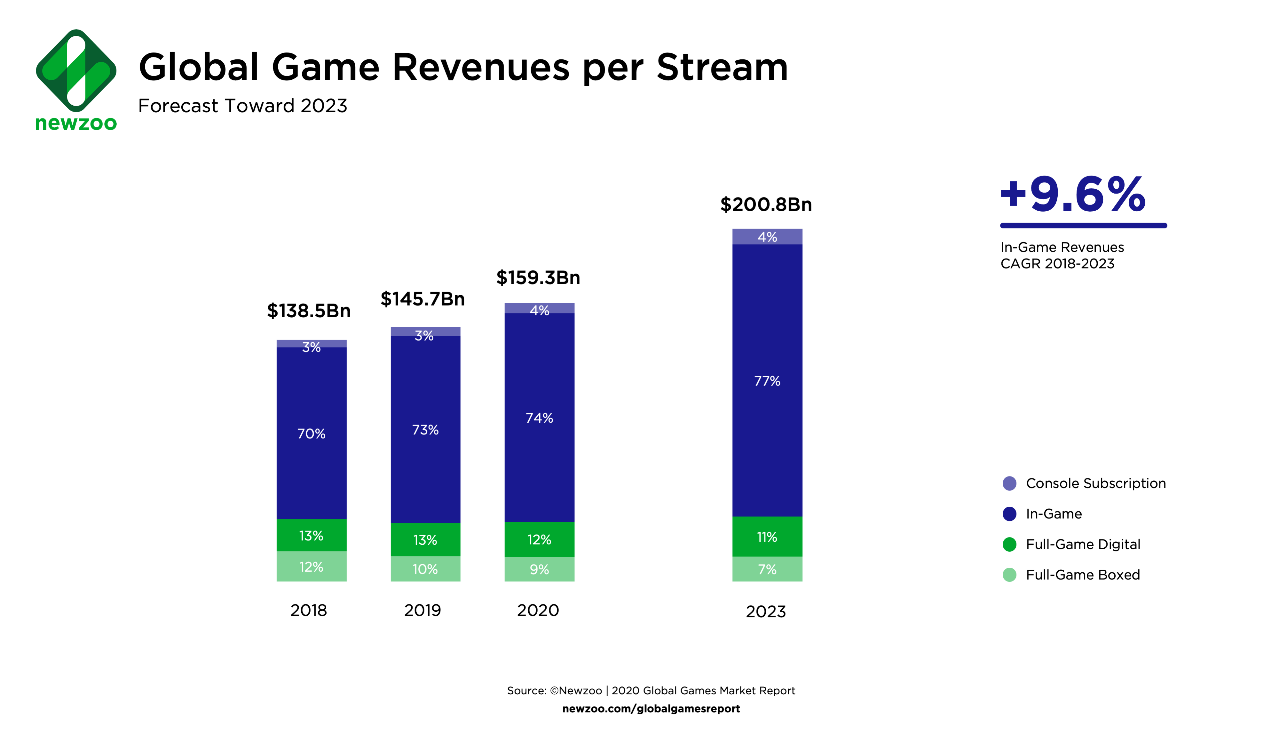 Global Game Revenues per Stream
Forecast Toward 2023
newzoo
+9.6%
In-Game Revenues
CAGR 2018-2023
$138.5Bn
3%
70%
13%
12%
2018
$145.7Bn
3%
73%
13%
10%
2019
$159.3Bn
4%
74%
12%
9%
2020
$200.8Bn
4%
77%
11%
7%
2023
Console Subscription
In-Game
Full-Game Digital
Full-Game Boxed
Source: ©Newzoo | 2020 Global Games Market Report
newzoo.com/globalgamesreport